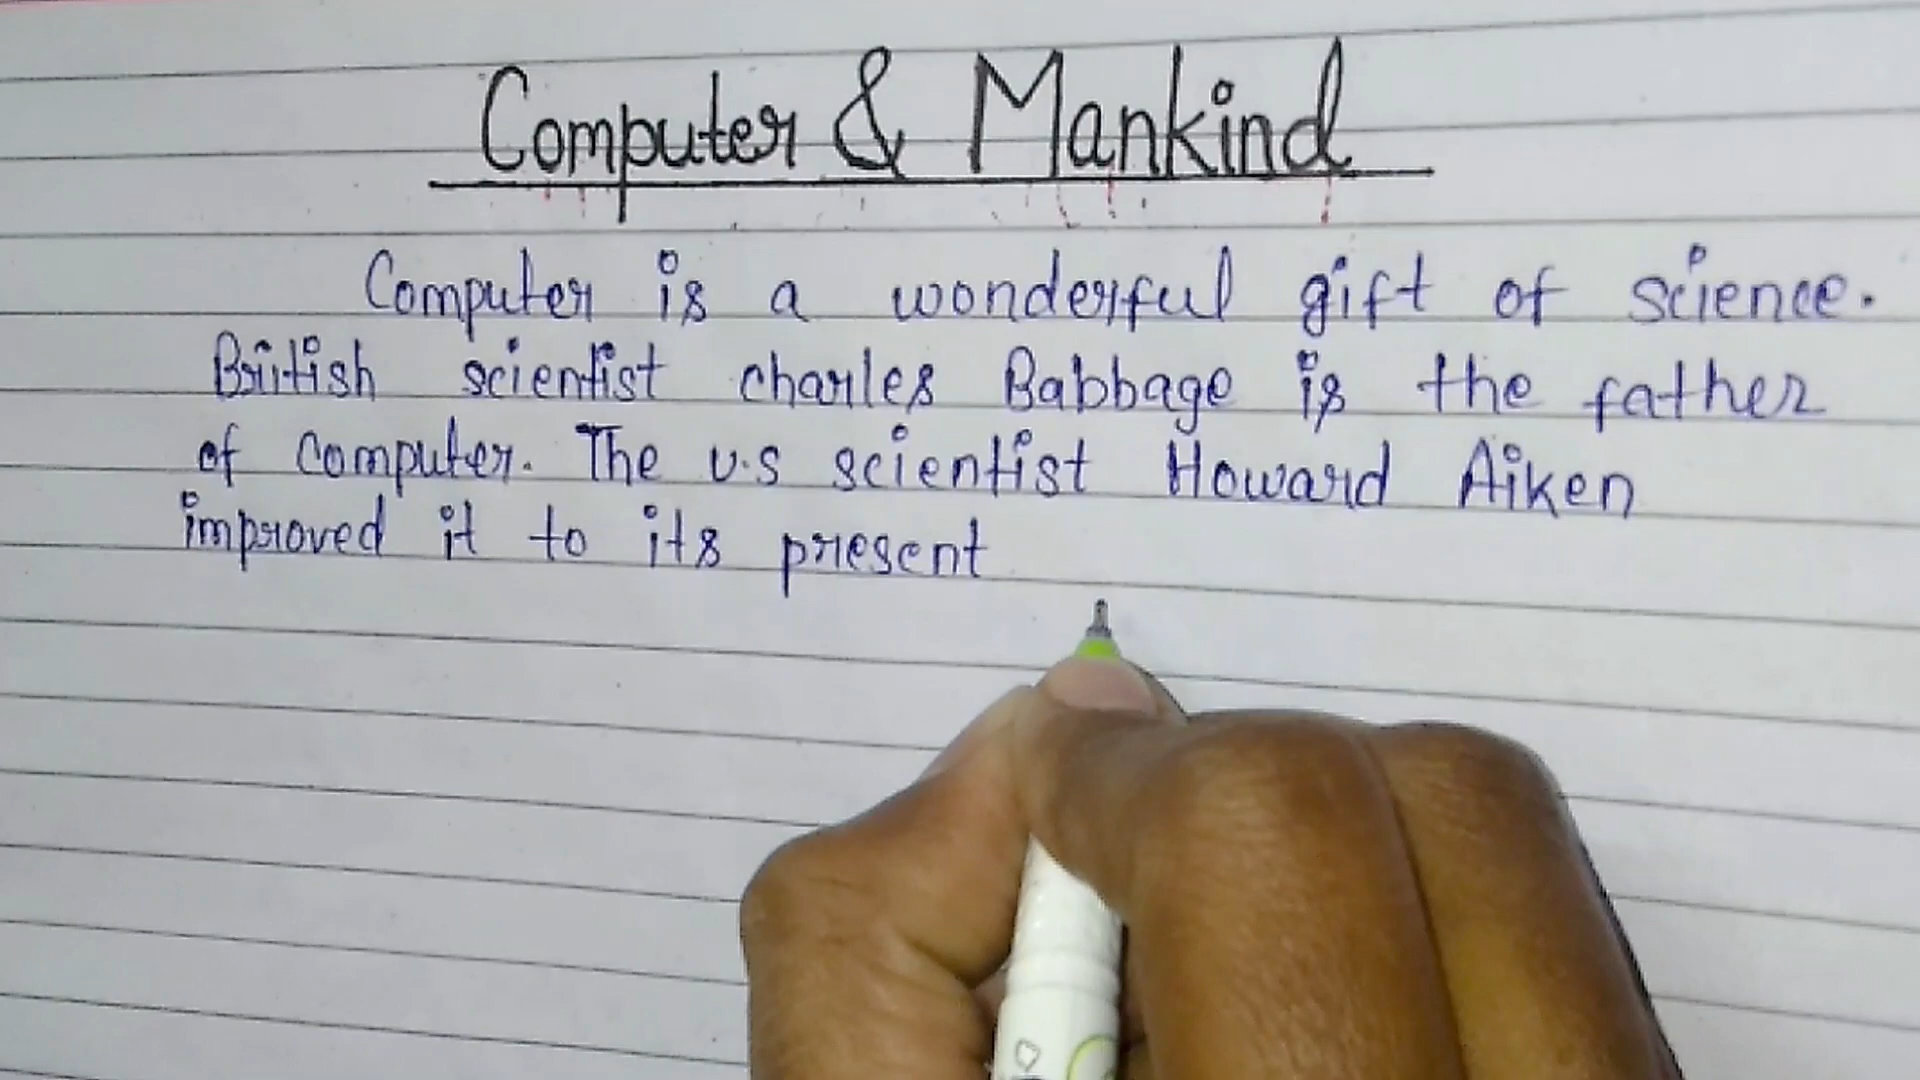 Computer & Mankind
Computer is a wonderful gift of science.
British scientist charles Babbage is the father
of computer. The U.S scientist Howard Aiken
improved it to its present